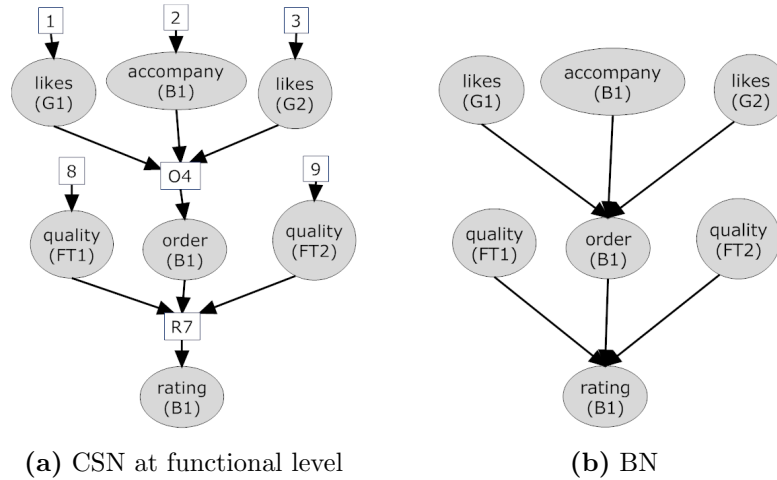 1
2
3
likes
(G1)
accompany
(B1)
likes
(G2)
O4
8
9
quality
(FT1)
order
(B1)
quality
(FT2)
R7
rating
(B1)
(a) CSN at functional level
likes
(G1)
accompany
(B1)
likes
(G2)
quality
(FT1)
order
(B1)
quality
(FT2)
rating
(B1)
(b) BN